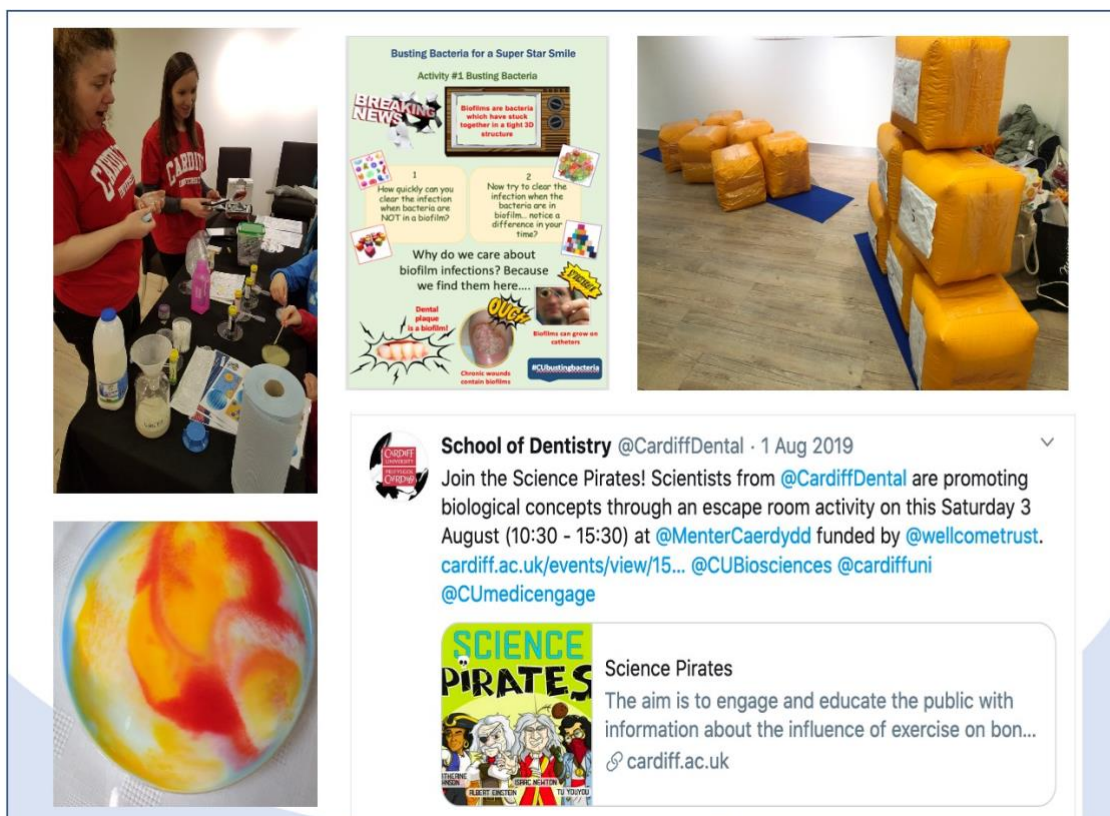 CARDIFF
UNIVERSITY
CARDIFF
Busting Bacteria for a Super Star Smile
Activity #1 Busting Bacteria
BREAKING
NEWS
Biofilms are bacteria
which have stuck
together in a tight 3D
structure
1
How quickly can you
clear the infection
when bacteria are
NOT in a biofilm?
2
Now try to clear the
infection when the
bacteria are in
biofilm... notice a
difference in your
time?
Why do we care about
biofilm infections? Because
we find them here....
Dental
plaque
is a biofilm!
OUCH
Chronic wounds
contain biofilms
Biofilms can grow on
catheters
#CUbustingbacteria
5
CARDIFF
UNIVERSITY
PRIFYSGOL
CAERDYDD
School of Dentistry @CardiffDental · 1 Aug 2019
Join the Science Pirates! Scientists from @CardiffDental are promoting
biological concepts through an escape room activity on this Saturday 3
August (10:30 - 15:30) at @MenterCaerdydd funded by @wellcometrust.
cardiff.ac.uk/events/view/15... @CUBiosciences @cardiffuni
@CUmedicengage
SCIENCE
PIRATES
ALBERT EINSTEIN
ISAAC NEWTON
TU YOUYOU
Science Pirates
The aim is to engage and educate the public with
information about the influence of exercise on bon...
cardiff.ac.uk